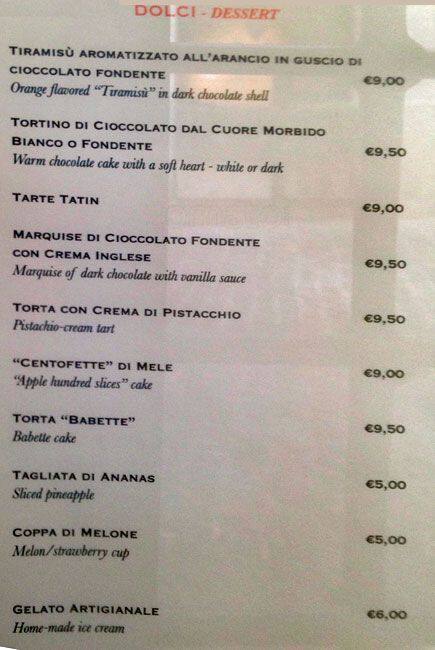 DOLCI - DESSERT
TIRAMISÙ AROMATIZZATO ALL'ARANCIO IN GUSCIO DI
CIOCCOLATO FONDENTE €9,00
Orange flavored "Tiramisù" in dark chocolate shell
TORTINO DI CIOCCOLATO DAL CUORE MORBIDO
BIANCO O FONDENTE €9,50
Warm chocolate cake with a soft heart - white or dark
TARTE TATIN €9,00
MARQUISE DI CIOCCOLATO FONDENTE
CON CREMA INGLESE €9,50
Marquise of dark chocolate with vanilla sauce
TORTA CON CREMA DI PISTACCHIO €9,50
Pistachio-cream tart
"CENTOFETTE" DI MELE €9,00
"Apple hundred slices" cake
TORTA "BABETTE" €9,50
Babette cake
TAGLIATA DI ANANAS €5,00
Sliced pineapple
COPPA DI MELONE €5,00
Melon/strawberry cup
GELATO ARTIGIANALE €6,00
Home-made ice cream